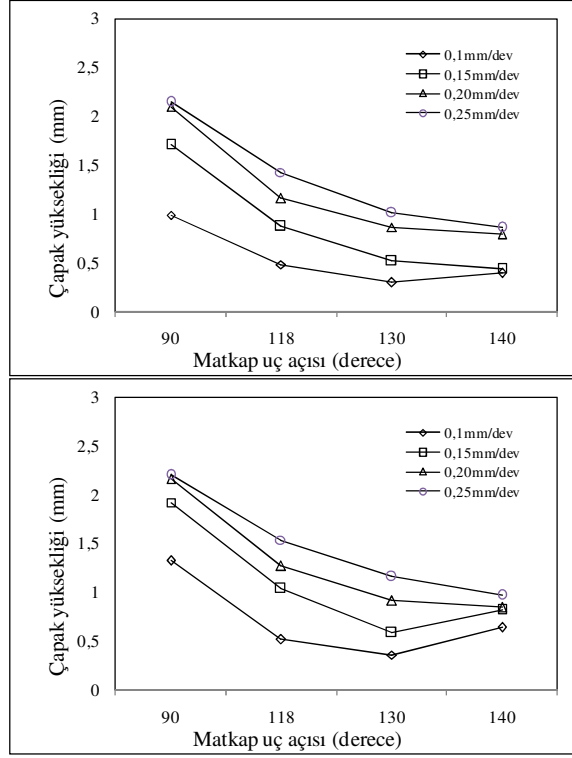 3
2,5
2
1,5
1
0,5
0
Çapak yüksekliği (mm)
0,1mm/dev
0,15mm/dev
0,20mm/dev
0,25mm/dev
90 118 130 140
Matkap uç açısı (derece)
3
2,5
2
1,5
1
0,5
0
Çapak yüksekliği (mm)
0,1mm/dev
0,15mm/dev
0,20mm/dev
0,25mm/dev
90 118 130 140
Matkap uç açısı (derece)